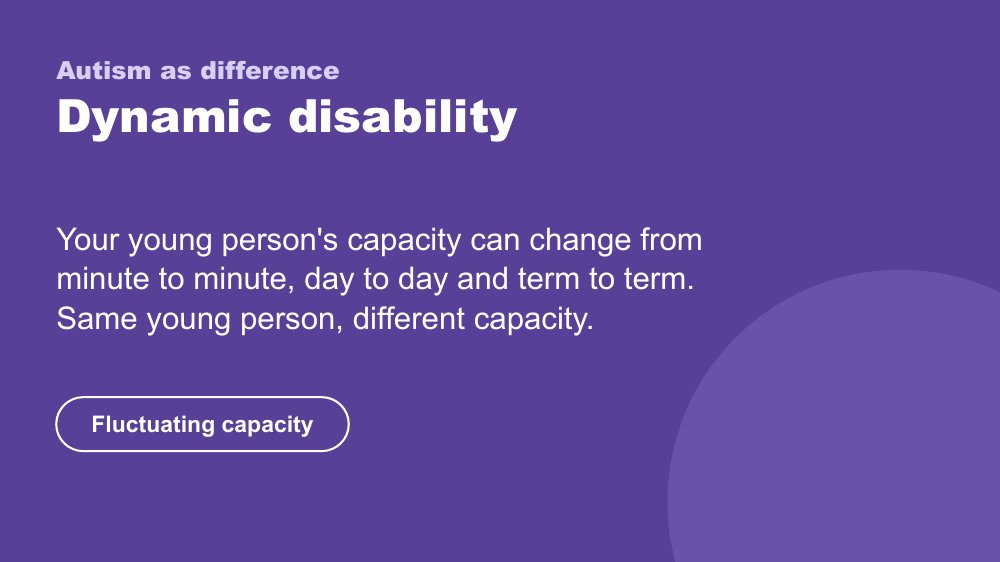 Autism as difference
Dynamic disability
Your young person's capacity can change from
minute to minute, day to day and term to term.
Same young person, different capacity.
Fluctuating capacity